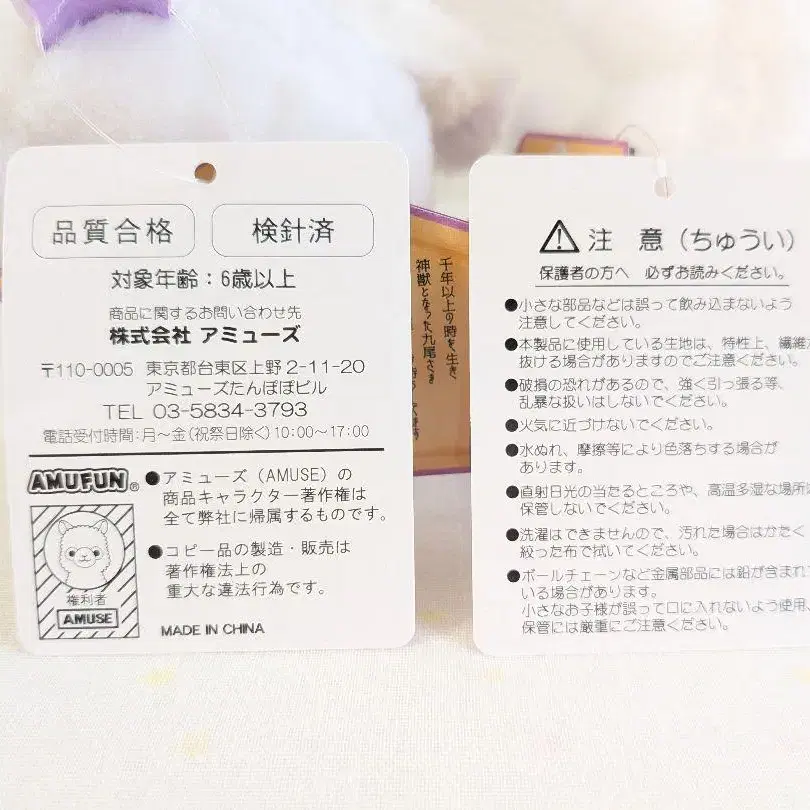 品質合格
検針済
対象年齢：6歳以上
商品に関するお問い合わせ先
株式会社 アミューズ
〒110-0005 東京都台東区上野2-11-20
アミューズたんぽぽビル
TEL 03-5834-3793
電話受付時間：月～金（祝祭日除く）10:00～17:00
AMUFUN®
●アミューズ（AMUSE）の
商品キャラクター著作権は
全て弊社に帰属するものです。
●コピー品の製造・販売は
著作権法上の
重大な違法行為です。
権利者
AMUSE
MADE IN CHINA
千年以上の時を生き
神獣となった九尾
⚠注 意（ちゅうい）
保護者の方へ 必ずお読みください。
●小さな部品などは誤って飲み込まないよう
注意してください。
●本製品に使用している生地は、特性上、繊維が
抜ける場合がありますのでご注意ください。
●破損の恐れがあるので、強く引っ張る等、
乱暴な扱いはしないでください。
●火気に近づけないでください。
●水ぬれ、摩擦等により色落ちする場合が
あります。
●直射日光の当たるところや、高温多湿な場所
保管しないでください。
●洗濯はできませんので、汚れた場合はかたく
絞った布で拭いてください。
●ボールチェーンなど金属部品には鉛が含まれ
いる場合があります。
小さなお子様が誤って口に入れないよう使用、
保管には厳重にご注意ください。